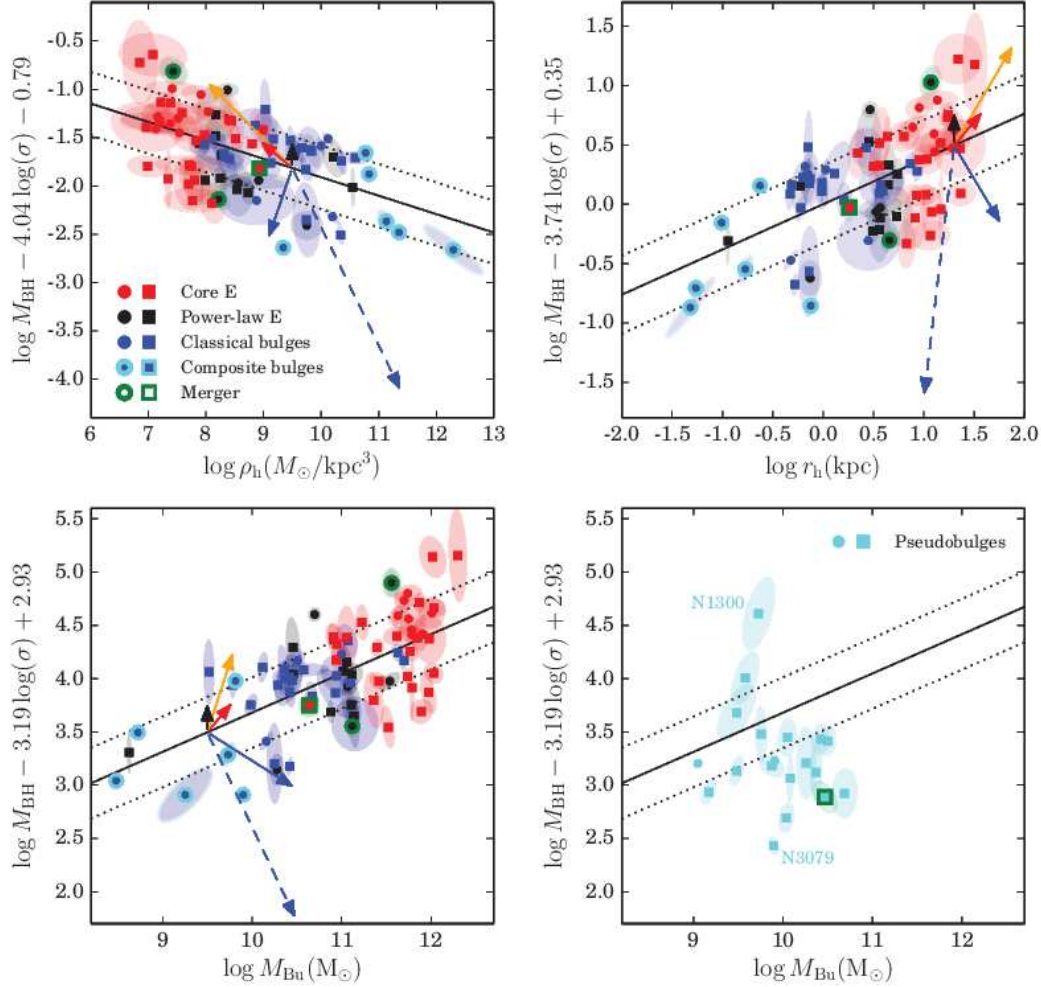 log M_BH − 4.04 log(σ) − 0.79
-0.5
-1.0
-1.5
-2.0
-2.5
-3.0
-3.5
-4.0
Core E
Power-law E
Classical bulges
Composite bulges
Merger
6 7 8 9 10 11 12 13
log ρ_h (M_⊙/kpc^3)
log M_BH − 3.74 log(σ) + 0.35
1.5
1.0
0.5
0.0
-0.5
-1.0
-1.5
-2.0 -1.5 -1.0 -0.5 0.0 0.5 1.0 1.5 2.0
log r_h (kpc)
log M_BH − 3.19 log(σ) + 2.93
5.5
5.0
4.5
4.0
3.5
3.0
2.5
2.0
9 10 11 12
log M_Bu (M_⊙)
log M_BH − 3.19 log(σ) + 2.93
5.5
5.0
4.5
4.0
3.5
3.0
2.5
2.0
Pseudobulges
N1300
N3079
9 10 11 12
log M_Bu (M_⊙)